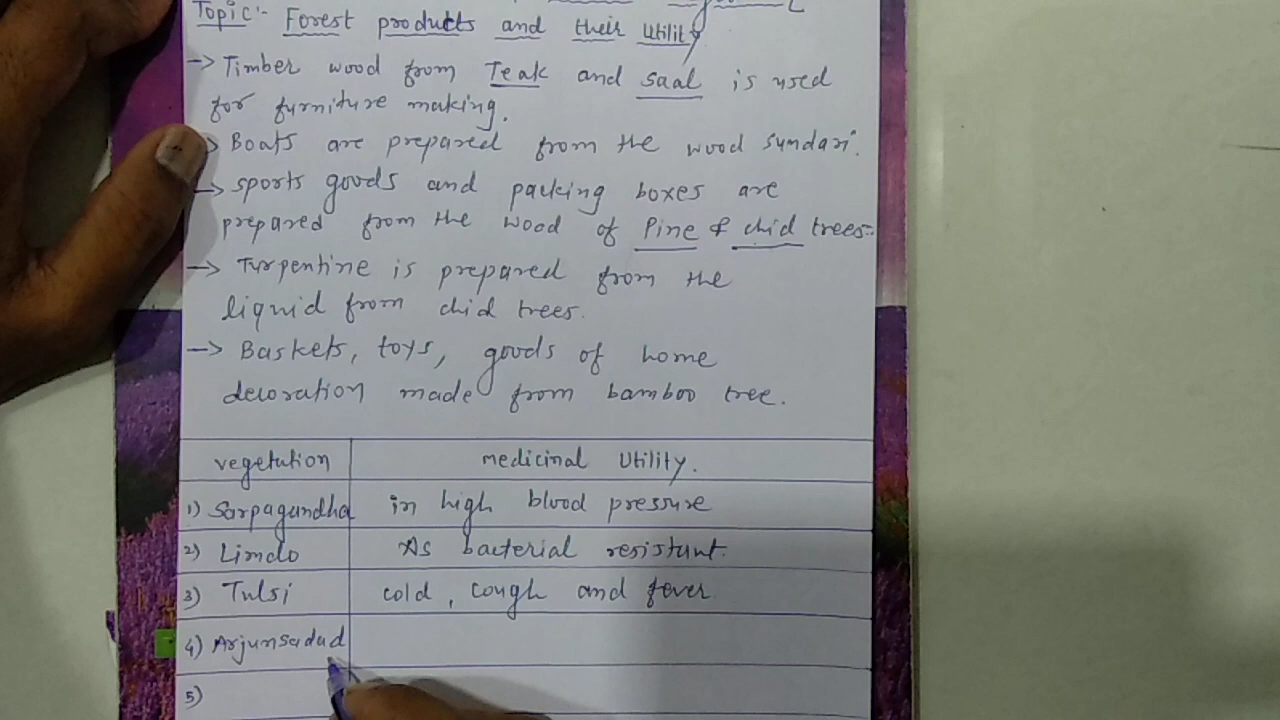 Topic:- Forest products and their Utility
→ Timber wood from Teak and saal is used
for furniture making.
→ Boats are prepared from the wood sundari.
→ sports goods and packing boxes are
prepared from the wood of Pine & chid trees.
→ Turpentine is prepared from the
liquid from chid trees.
→ Baskets, toys, goods of home
decoration made from bamboo tree.
vegetation medicinal Utility.
1) Sarpagandha in high blood pressure
2) Limdo As bacterial resistant.
3) Tulsi cold, cough and fever
4) Arjunsadad
5)